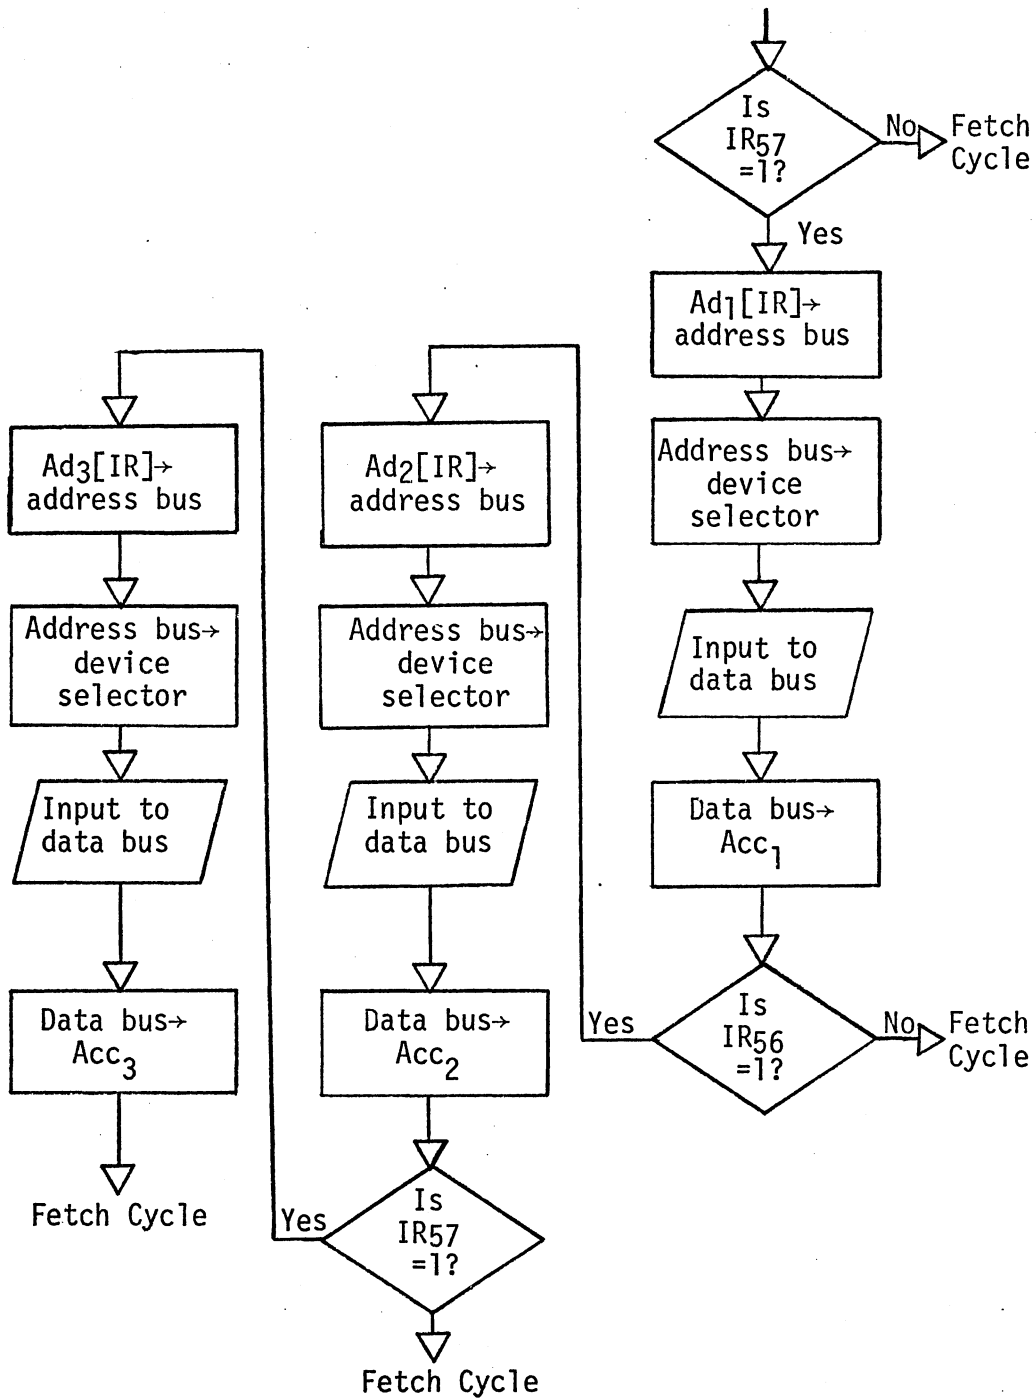 Is
IR57
=1?
No
Fetch
Cycle
Yes
Ad1[IR]→
address bus
Address bus→
device
selector
Input to
data bus
Data bus→
Acc1
Is
IR56
=1?
No
Fetch
Cycle
Yes
Ad2[IR]→
address bus
Address bus→
device
selector
Input to
data bus
Data bus→
Acc2
Is
IR57
=1?
Yes
Fetch Cycle
Ad3[IR]→
address bus
Address bus→
device
selector
Input to
data bus
Data bus→
Acc3
Fetch Cycle